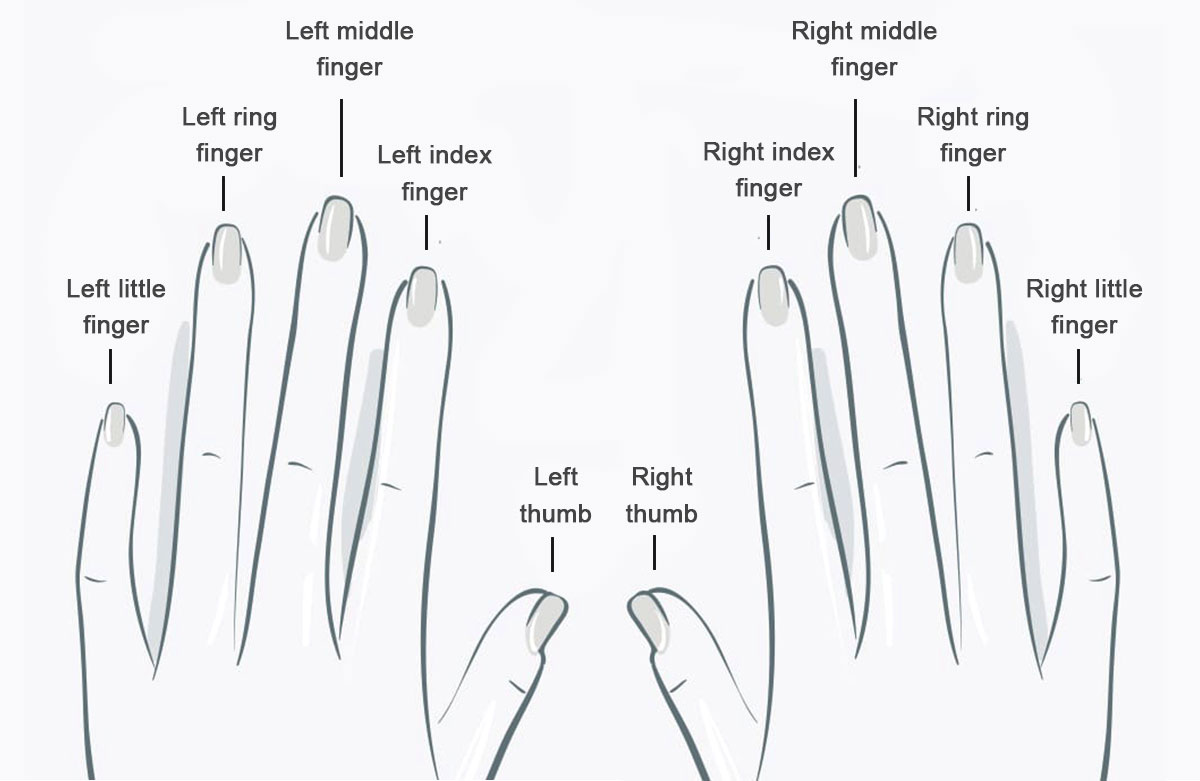 Left middle
finger
Right middle
finger
Left ring
finger
Right ring
finger
Left index
finger
Right index
finger
Left little
finger
Right little
finger
Left
thumb
Right
thumb